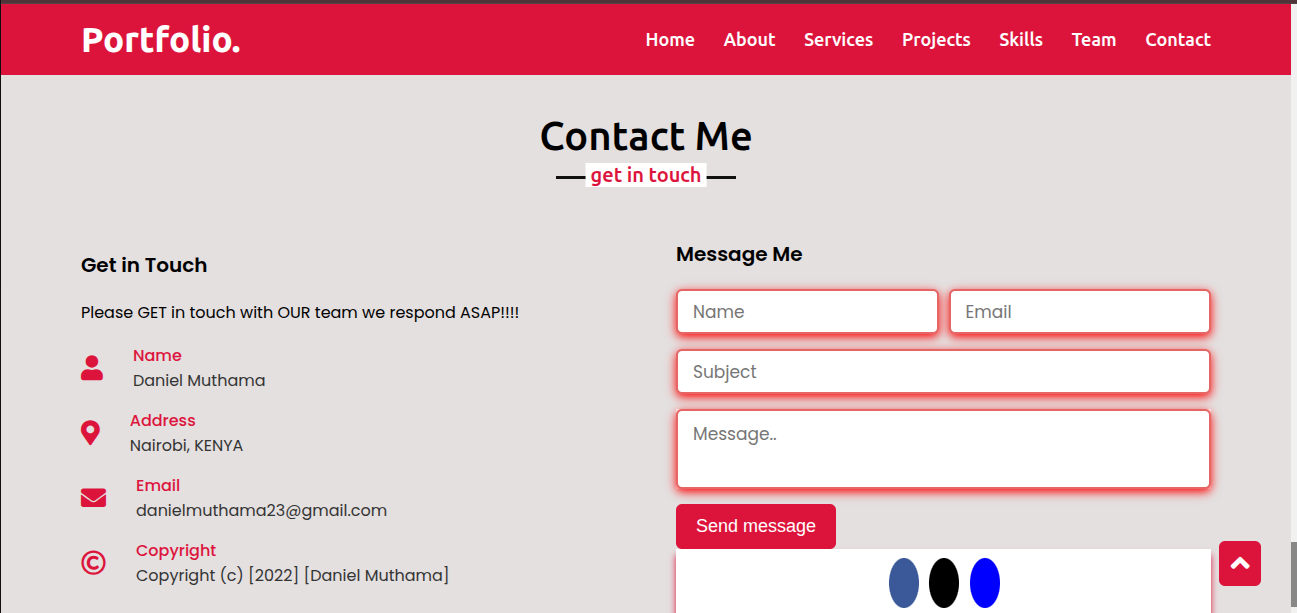 Portfolio.
Home About Services Projects Skills Team Contact
Contact Me
get in touch
Get in Touch
Please GET in touch with OUR team we respond ASAP!!!!
Name
Daniel Muthama
Address
Nairobi, KENYA
Email
danielmuthama23@gmail.com
Copyright
Copyright (c) [2022] [Daniel Muthama]
Message Me
Name Email
Subject
Message..
Send message